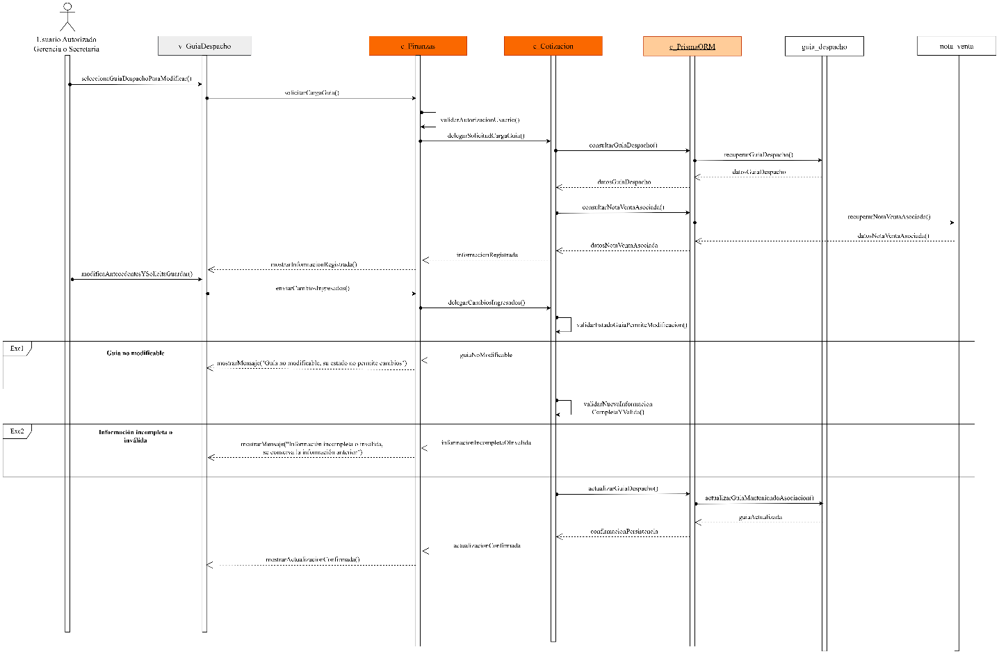 Usuario Autorizado
Gerencia o Secretaria
v_GuiaDespacho
c_Finanzas
c_Cotizacion
c_PrismaORM
guia_despacho
nota_venta
seleccionaGuiaDespachoParaModificar()
solicitarCargaGuia()
validarAutorizacionUsuario()
delegarSolicitudCargaGuia()
consultarGuiaDespacho()
recuperarGuiaDespacho()
datosGuiaDespacho
datosGuiaDespacho
consultarNotaVentaAsociada()
recuperarNotaVentaAsociada()
datosNotaVentaAsociada()
datosNotaVentaAsociada
informacionRegistrada
mostrarInformacionRegistrada()
modificaAntecedentesYSolicitaGuardar()
enviarCambiosIngresados()
delegarCambiosIngresados()
validarEstadoGuiaPermiteModificacion()
Exc1
Guía no modificable
guiaNoModificable
mostrarMensaje("Guía no modificable, su estado no permite cambios")
validarNuevaInformacion
CompletaYValida()
Exc2
Información incompleta o
inválida
informacionIncompletaOInvalida
mostrarMensaje("Información incompleta o inválida,
se conserva la información anterior")
actualizarGuiaDespacho()
actualizarGuiaManteniendoAsociacion()
guiaActualizada
confirmacionPersistencia
actualizacionConfirmada
mostrarActualizacionConfirmada()